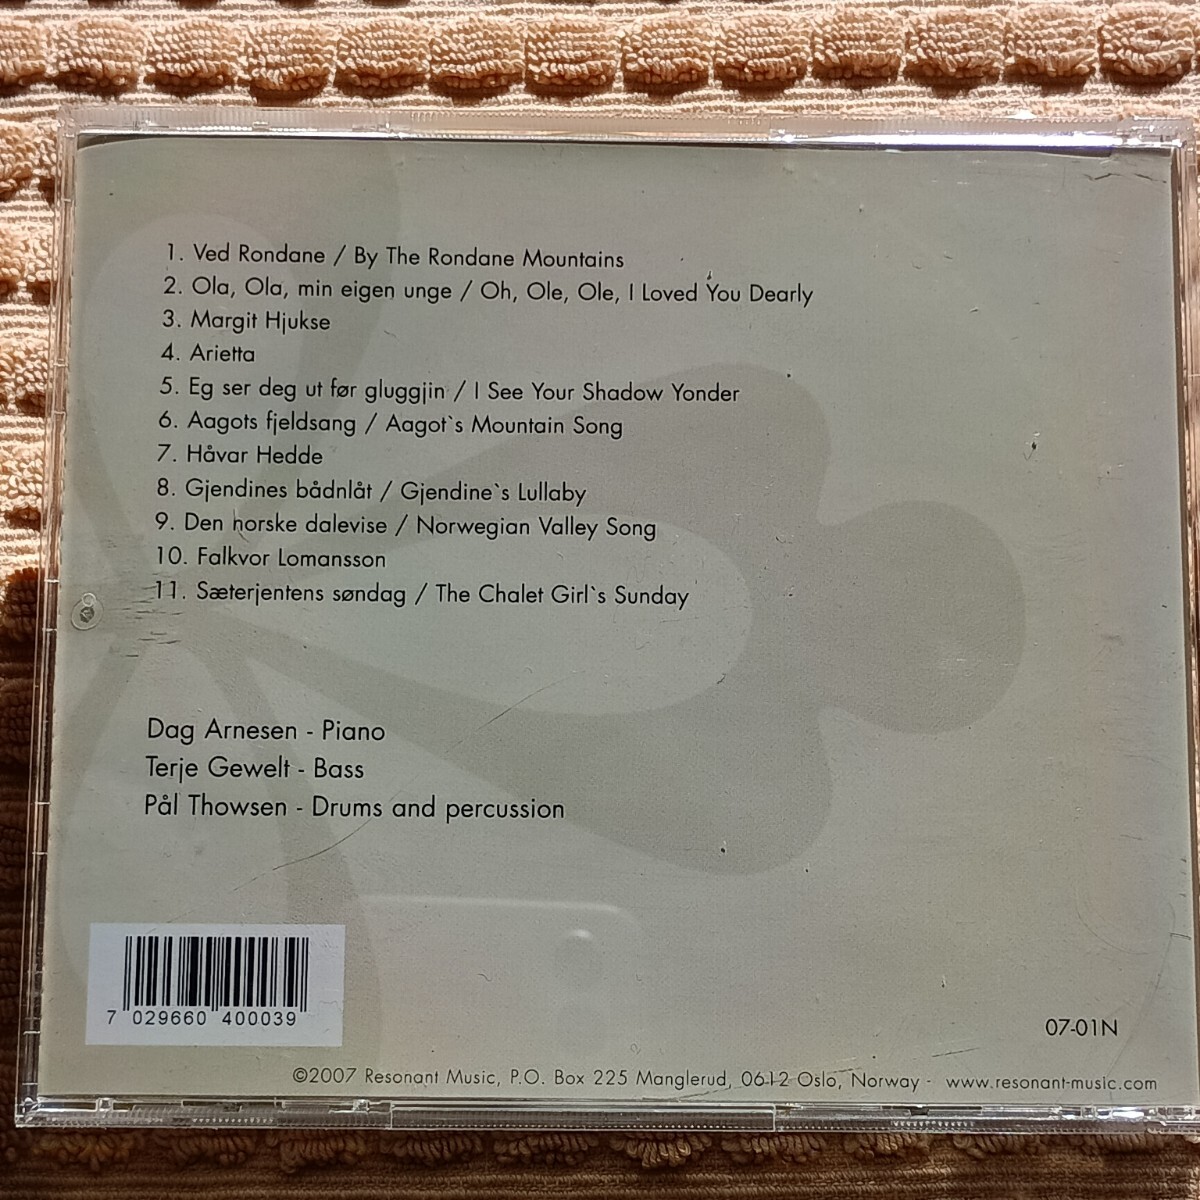 1. Ved Rondane / By The Rondane Mountains
2. Ola, Ola, min eigen unge / Oh, Ole, Ole, I Loved You Dearly
3. Margit Hjukse
4. Arietta
5. Eg ser deg ut før gluggjin / I See Your Shadow Yonder
6. Aagots fjeldsang / Aagot`s Mountain Song
7. Håvar Hedde
8. Gjendines bådnlåt / Gjendine`s Lullaby
9. Den norske dalevise / Norwegian Valley Song
10. Falkvor Lomansson
11. Sæterjentens søndag / The Chalet Girl`s Sunday
Dag Arnesen - Piano
Terje Gewelt - Bass
Pål Thowsen - Drums and percussion
7 029660 400039
07-01N
©2007 Resonant Music, P.O. Box 225 Manglerud, 0612 Oslo, Norway - www.resonant-music.com